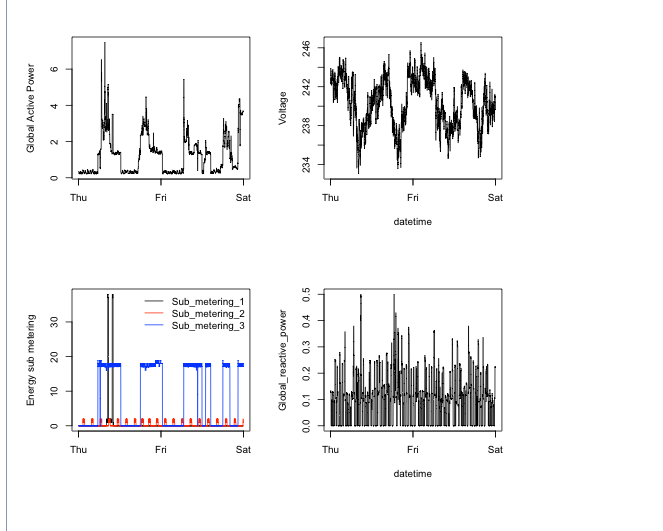 Global Active Power
6
4
2
0
Thu Fri Sat
Voltage
246
242
238
234
Thu Fri Sat
datetime
Energy sub metering
30
20
10
0
Sub_metering_1
Sub_metering_2
Sub_metering_3
Thu Fri Sat
Global_reactive_power
0.5
0.4
0.3
0.2
0.1
0.0
Thu Fri Sat
datetime